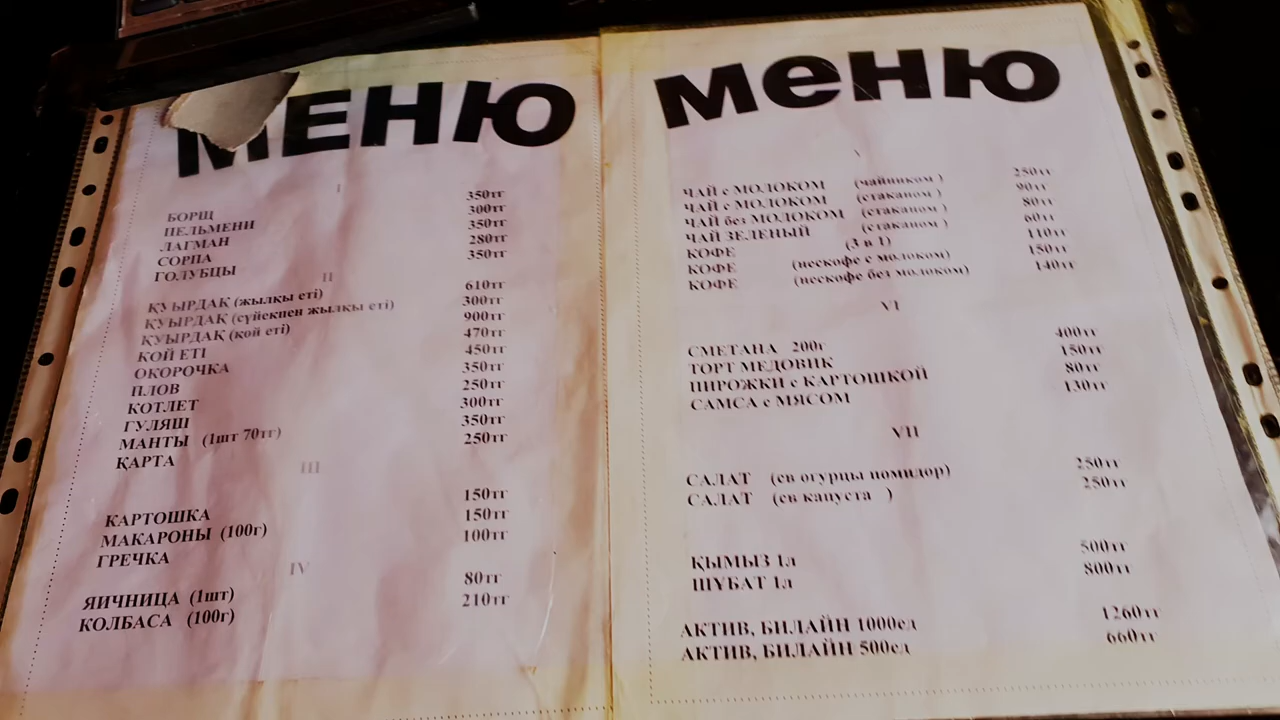 МЕНЮ
I
БОРЩ 350тг
ПЕЛЬМЕНИ 300тг
ЛАГМАН 350тг
СОРПА 280тг
ГОЛУБЦЫ 350тг
II
ҚУЫРДАҚ (жылқы еті) 610тг
ҚУЫРДАҚ (сүйекпен жылқы еті) 300тг
ҚУЫРДАҚ (қой еті) 900тг
ҚОЙ ЕТІ 470тг
ОКОРОЧКА 450тг
ПЛОВ 350тг
КОТЛЕТ 250тг
ГУЛЯШ 300тг
МАНТЫ (1шт 70тг) 350тг
ҚАРТА 250тг
III
КАРТОШКА 150тг
МАКАРОНЫ (100г) 150тг
ГРЕЧКА 100тг
IV
ЯИЧНИЦА (1шт) 80тг
КОЛБАСА (100г) 210тг
меню
ЧАЙ с МОЛОКОМ (чайником ) 250тг
ЧАЙ с МОЛОКОМ (стаканом ) 90тг
ЧАЙ без МОЛОКОМ (стаканом ) 80тг
ЧАЙ ЗЕЛЕНЫЙ (стаканом ) 60тг
КОФЕ (3 в 1) 110тг
КОФЕ (нескофе с молоком) 150тг
КОФЕ (нескофе без молоком) 140тг
VI
СМЕТАНА 200г 400тг
ТОРТ МЕДОВИК 150тг
ПИРОЖКИ с КАРТОШКОЙ 80тг
САМСА с МЯСОМ 130тг
VII
САЛАТ (св огурцы помидор) 250тг
САЛАТ (св капуста ) 250тг
ҚЫМЫЗ 1л 500тг
ШҰБАТ 1л 800тг
АКТИВ, БИЛАЙН 1000ед 1260тг
АКТИВ, БИЛАЙН 500ед 660тг